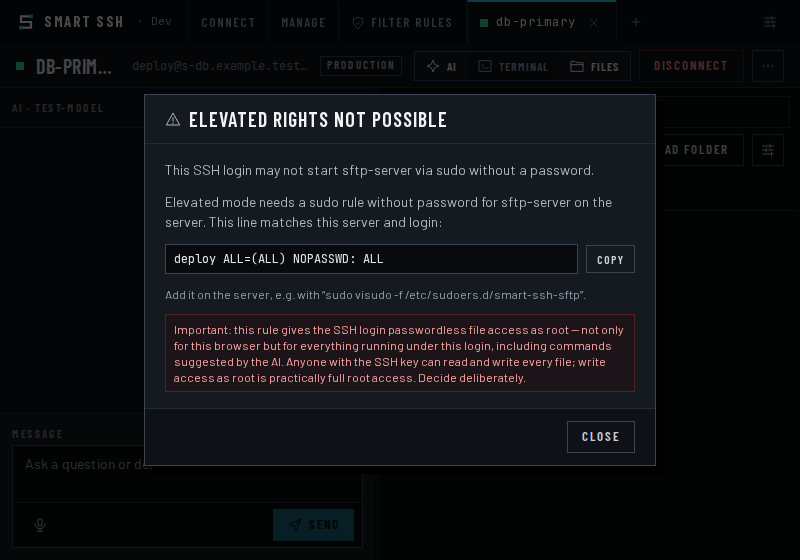 SMART SSH · Dev
CONNECT
MANAGE
FILTER RULES
db-primary
DB-PRIM…
deploy@s-db.example.test…
PRODUCTION
AI
TERMINAL
FILES
DISCONNECT
AI · TEST-MODEL
AD FOLDER
ELEVATED RIGHTS NOT POSSIBLE
This SSH login may not start sftp-server via sudo without a password.
Elevated mode needs a sudo rule without password for sftp-server on the
server. This line matches this server and login:
deploy ALL=(ALL) NOPASSWD: ALL
COPY
Add it on the server, e.g. with "sudo visudo -f /etc/sudoers.d/smart-ssh-sftp".
Important: this rule gives the SSH login passwordless file access as root — not only
for this browser but for everything running under this login, including commands
suggested by the AI. Anyone with the SSH key can read and write every file; write
access as root is practically full root access. Decide deliberately.
CLOSE
MESSAGE
Ask a question or de
SEND